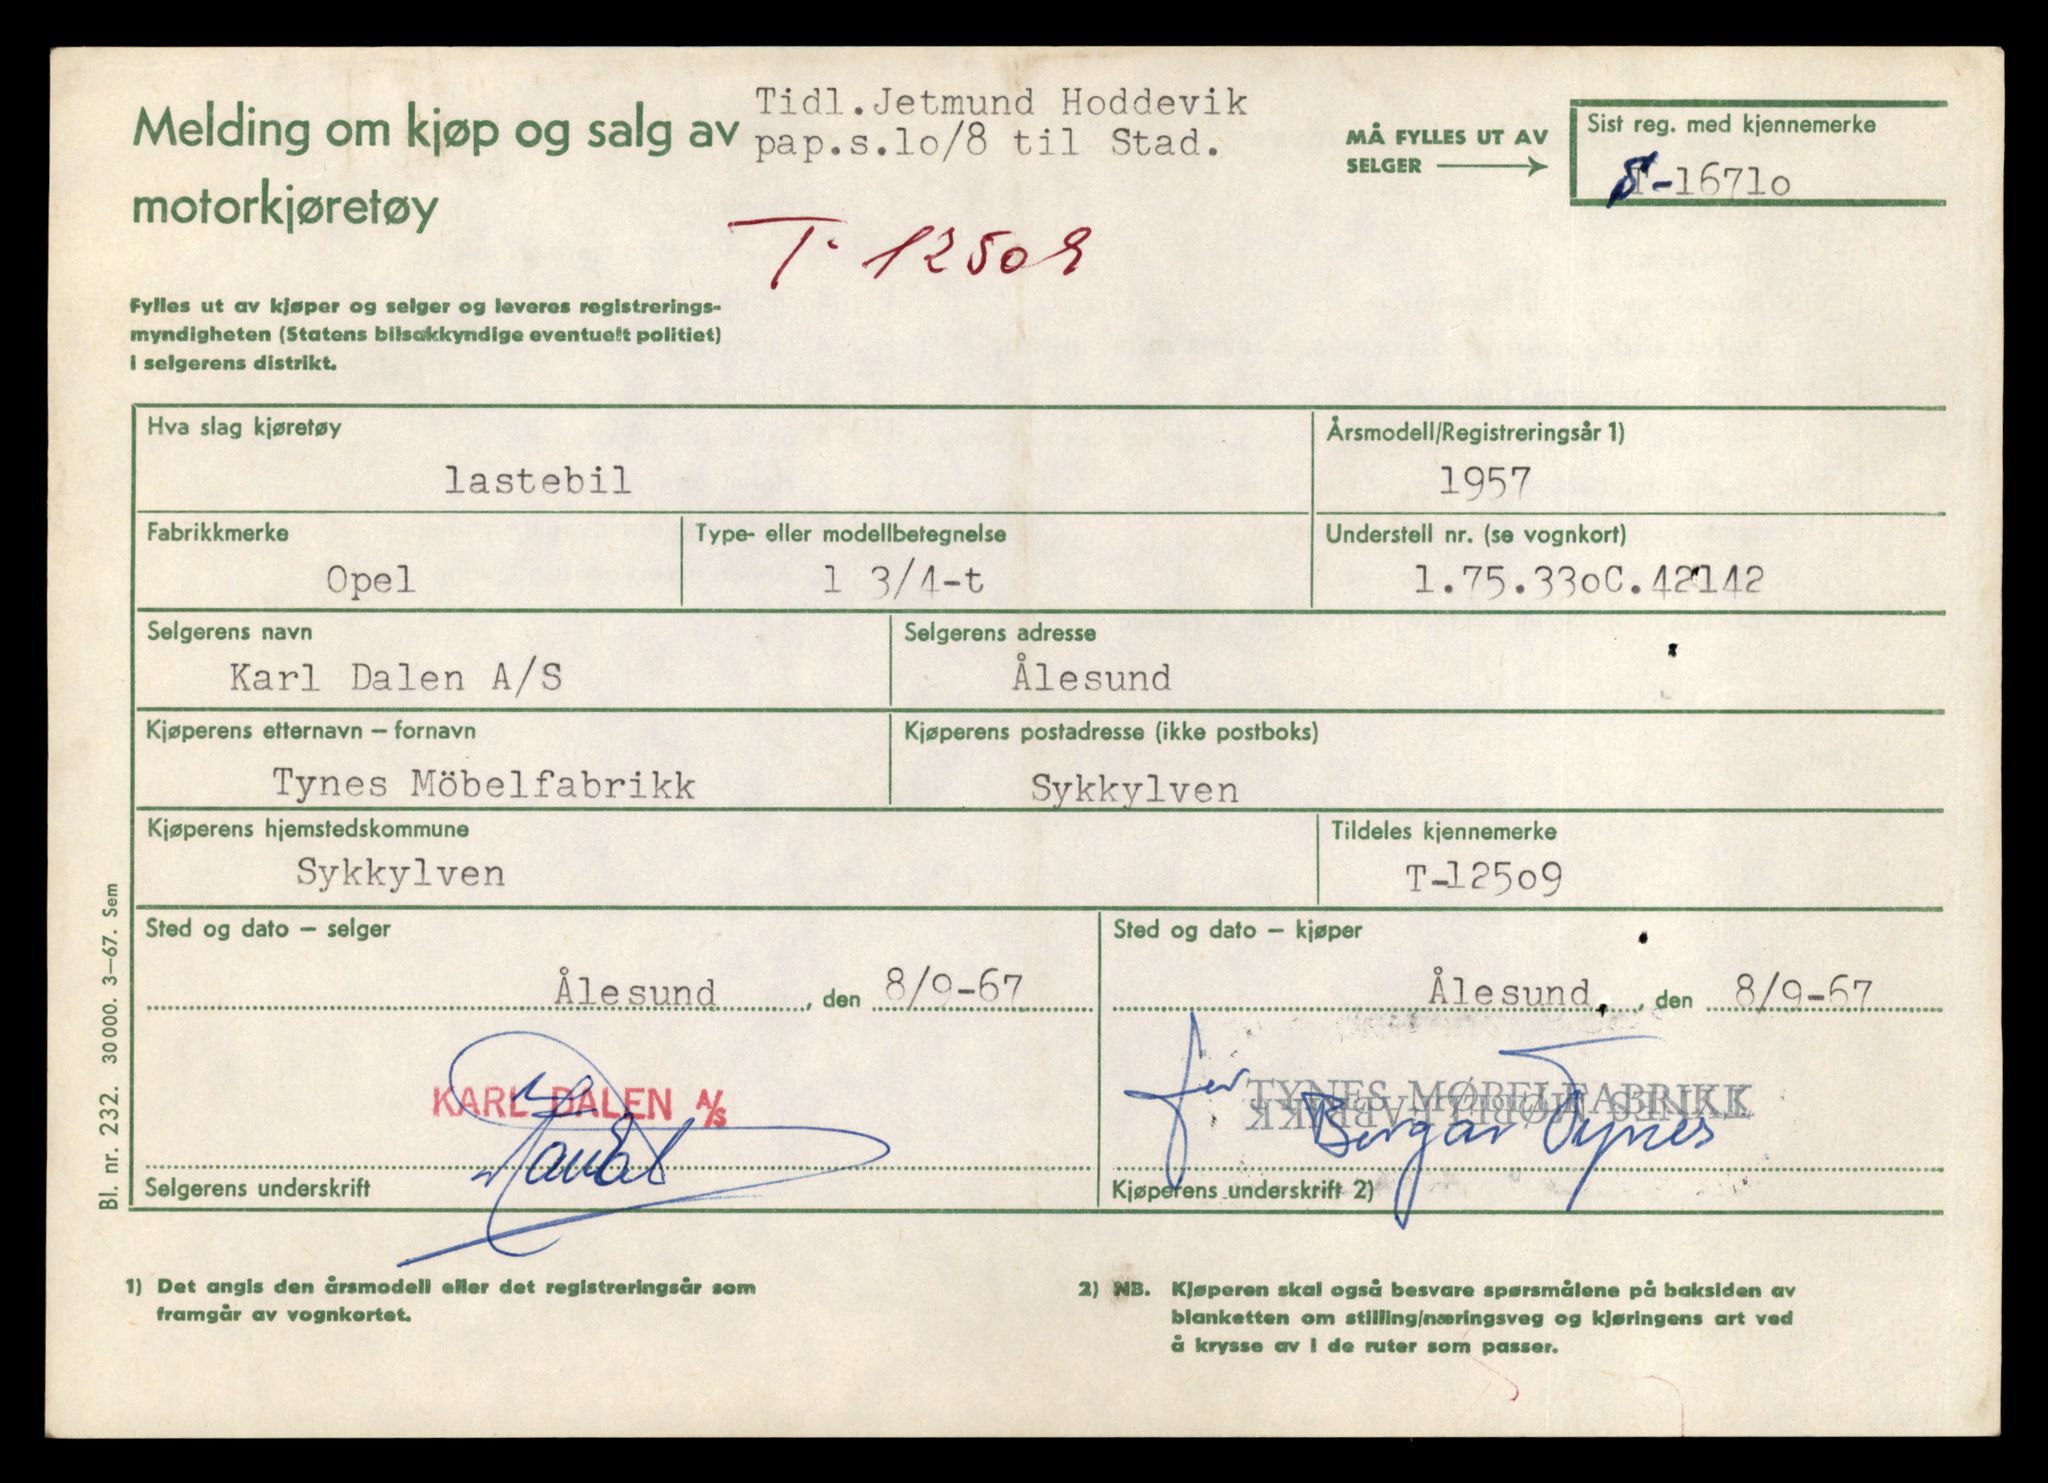 Tidl.Jetmund Hoddevik
Melding om kjøp og salg av
pap.s.lo/8 til Stad.
motorkjøretøy
MÅ FYLLES UT AV
SELGER
Sist reg. med kjennemerke
S-1671o
T-12509
Fylles ut av kjøper og selger og leveres registrerings-
myndigheten (Statens bilsakkyndige eventuelt politiet)
i selgerens distrikt.
Hva slag kjøretøy
lastebil
Årsmodell/Registreringsår 1)
1957
Fabrikkmerke
Opel
Type- eller modellbetegnelse
1 3/4-t
Understell nr. (se vognkort)
1.75.33oC.42142
Selgerens navn
Karl Dalen A/S
Selgerens adresse
Ålesund
Kjøperens etternavn – fornavn
Tynes Möbelfabrikk
Kjøperens postadresse (ikke postboks)
Sykkylven
Kjøperens hjemstedskommune
Sykkylven
Tildeles kjennemerke
T-125o9
Sted og dato – selger
Ålesund, den 8/9-67
KARL DALEN A/S
Selgerens underskrift
Sted og dato – kjøper
Ålesund, den 8/9-67
for TYNES MØBELFABRIKK
TYNES MØBELFABRIKK
Borgar Tynes
Kjøperens underskrift 2)
Bl. nr. 232. 30000. 3–67. Sem
1) Det angis den årsmodell eller det registreringsår som
framgår av vognkortet.
2) NB. Kjøperen skal også besvare spørsmålene på baksiden av
blanketten om stilling/næringsveg og kjøringens art ved
å krysse av i de ruter som passer.